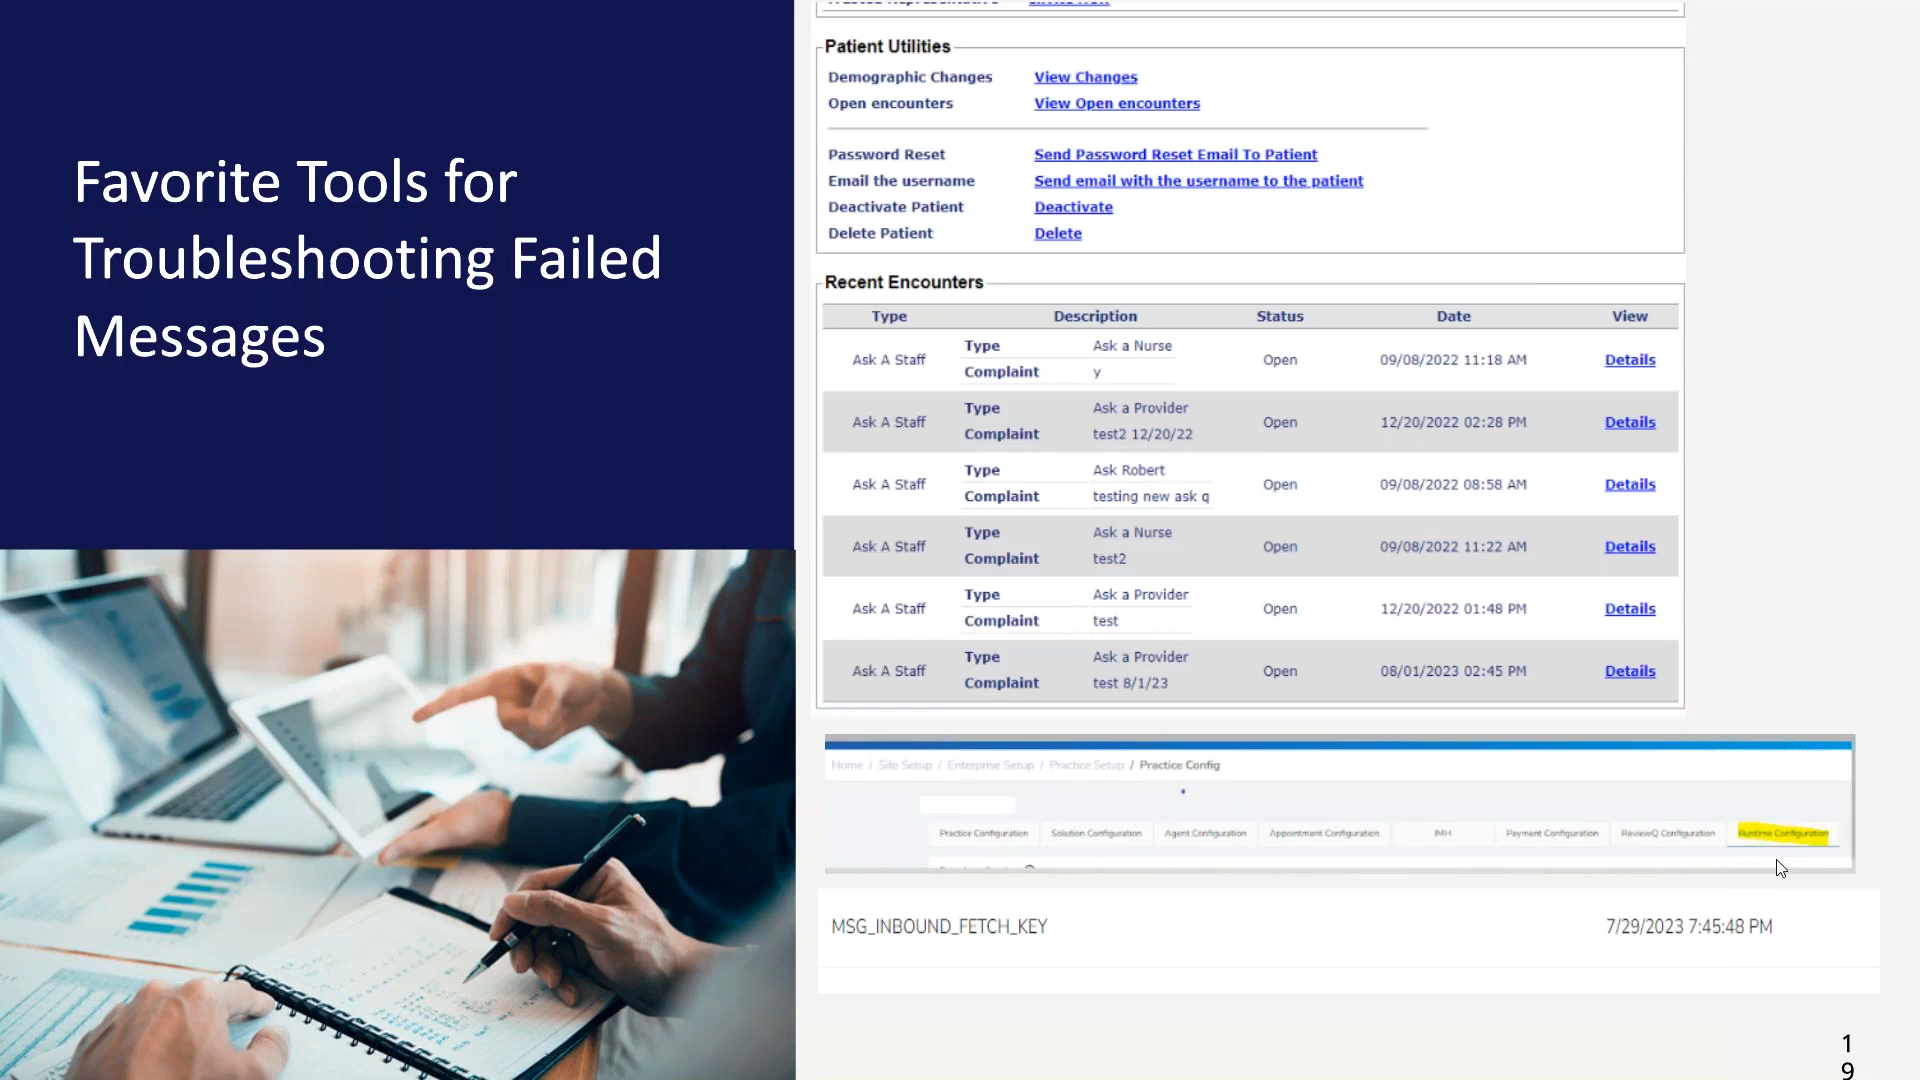 Favorite Tools for
Troubleshooting Failed
Messages
Patient Utilities
Demographic Changes View Changes
Open encounters View Open encounters
Password Reset Send Password Reset Email To Patient
Email the username Send email with the username to the patient
Deactivate Patient Deactivate
Delete Patient Delete
Recent Encounters
Type Description Status Date View
Type Ask a Nurse
Ask A Staff Open 09/08/2022 11:18 AM Details
Complaint y
Type Ask a Provider
Ask A Staff Open 12/20/2022 02:28 PM Details
Complaint test2 12/20/22
Type Ask Robert
Ask A Staff Open 09/08/2022 08:58 AM Details
Complaint testing new ask q
Type Ask a Nurse
Ask A Staff Open 09/08/2022 11:22 AM Details
Complaint test2
Type Ask a Provider
Ask A Staff Open 12/20/2022 01:48 PM Details
Complaint test
Type Ask a Provider
Ask A Staff Open 08/01/2023 02:45 PM Details
Complaint test 8/1/23
Home / Site Setup / Enterprise Setup / Practice Setup / Practice Config
Practice Configuration Solution Configuration Agent Configuration Appointment Configuration IMH Payment Configuration ReviewQ Configuration Runtime Configuration
MSG_INBOUND_FETCH_KEY 7/29/2023 7:45:48 PM
1
9